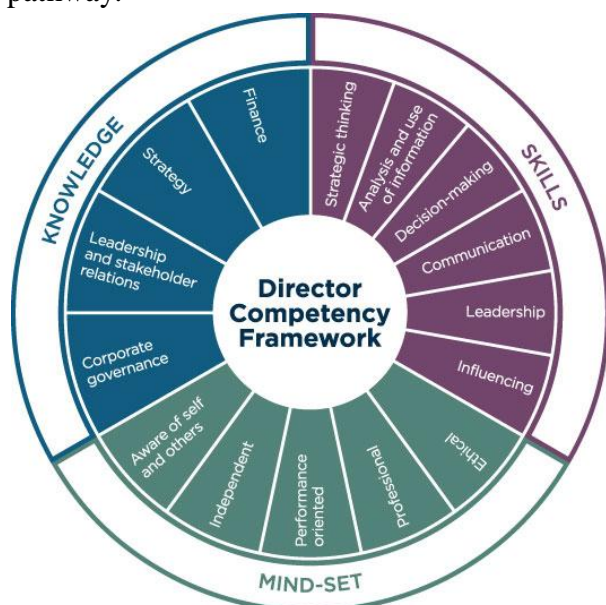 pathway.
KNOWLEDGE
Finance
Strategy
Leadership
and stakeholder
relations
Corporate
governance
SKILLS
Strategic thinking
Analysis and use
of information
Decision-making
Communication
Leadership
Influencing
Director
Competency
Framework
Aware of self
and others
Independent
Performance
oriented
Professional
Ethical
MIND-SET